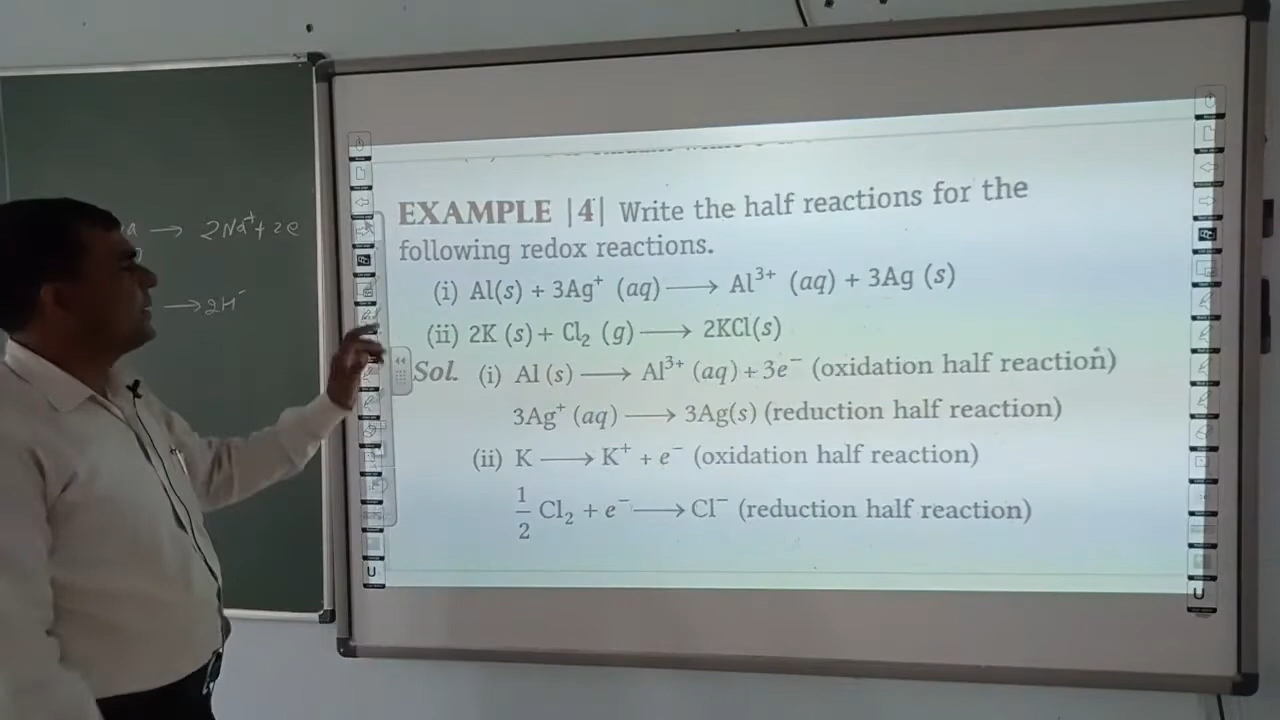 a → 2Na⁺ + 2e
→ 2H⁻
EXAMPLE |4| Write the half reactions for the
following redox reactions.
(i) Al(s) + 3Ag⁺ (aq) ⟶ Al³⁺ (aq) + 3Ag (s)
(ii) 2K (s) + Cl₂ (g) ⟶ 2KCl(s)
Sol. (i) Al (s) ⟶ Al³⁺ (aq) + 3e⁻ (oxidation half reaction)
3Ag⁺ (aq) ⟶ 3Ag(s) (reduction half reaction)
(ii) K ⟶ K⁺ + e⁻ (oxidation half reaction)
1/2 Cl₂ + e⁻ ⟶ Cl⁻ (reduction half reaction)